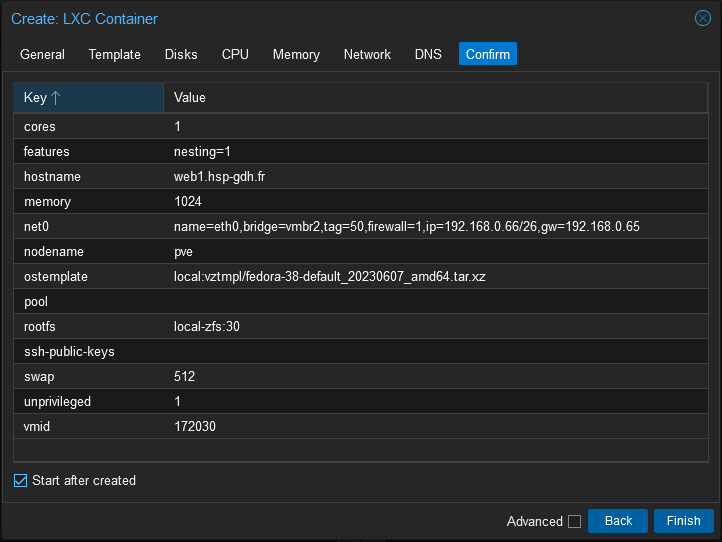 Create: LXC Container
General Template Disks CPU Memory Network DNS Confirm
Key ↑ Value
cores 1
features nesting=1
hostname web1.hsp-gdh.fr
memory 1024
net0 name=eth0,bridge=vmbr2,tag=50,firewall=1,ip=192.168.0.66/26,gw=192.168.0.65
nodename pve
ostemplate local:vztmpl/fedora-38-default_20230607_amd64.tar.xz
pool
rootfs local-zfs:30
ssh-public-keys
swap 512
unprivileged 1
vmid 172030
Start after created
Advanced Back Finish